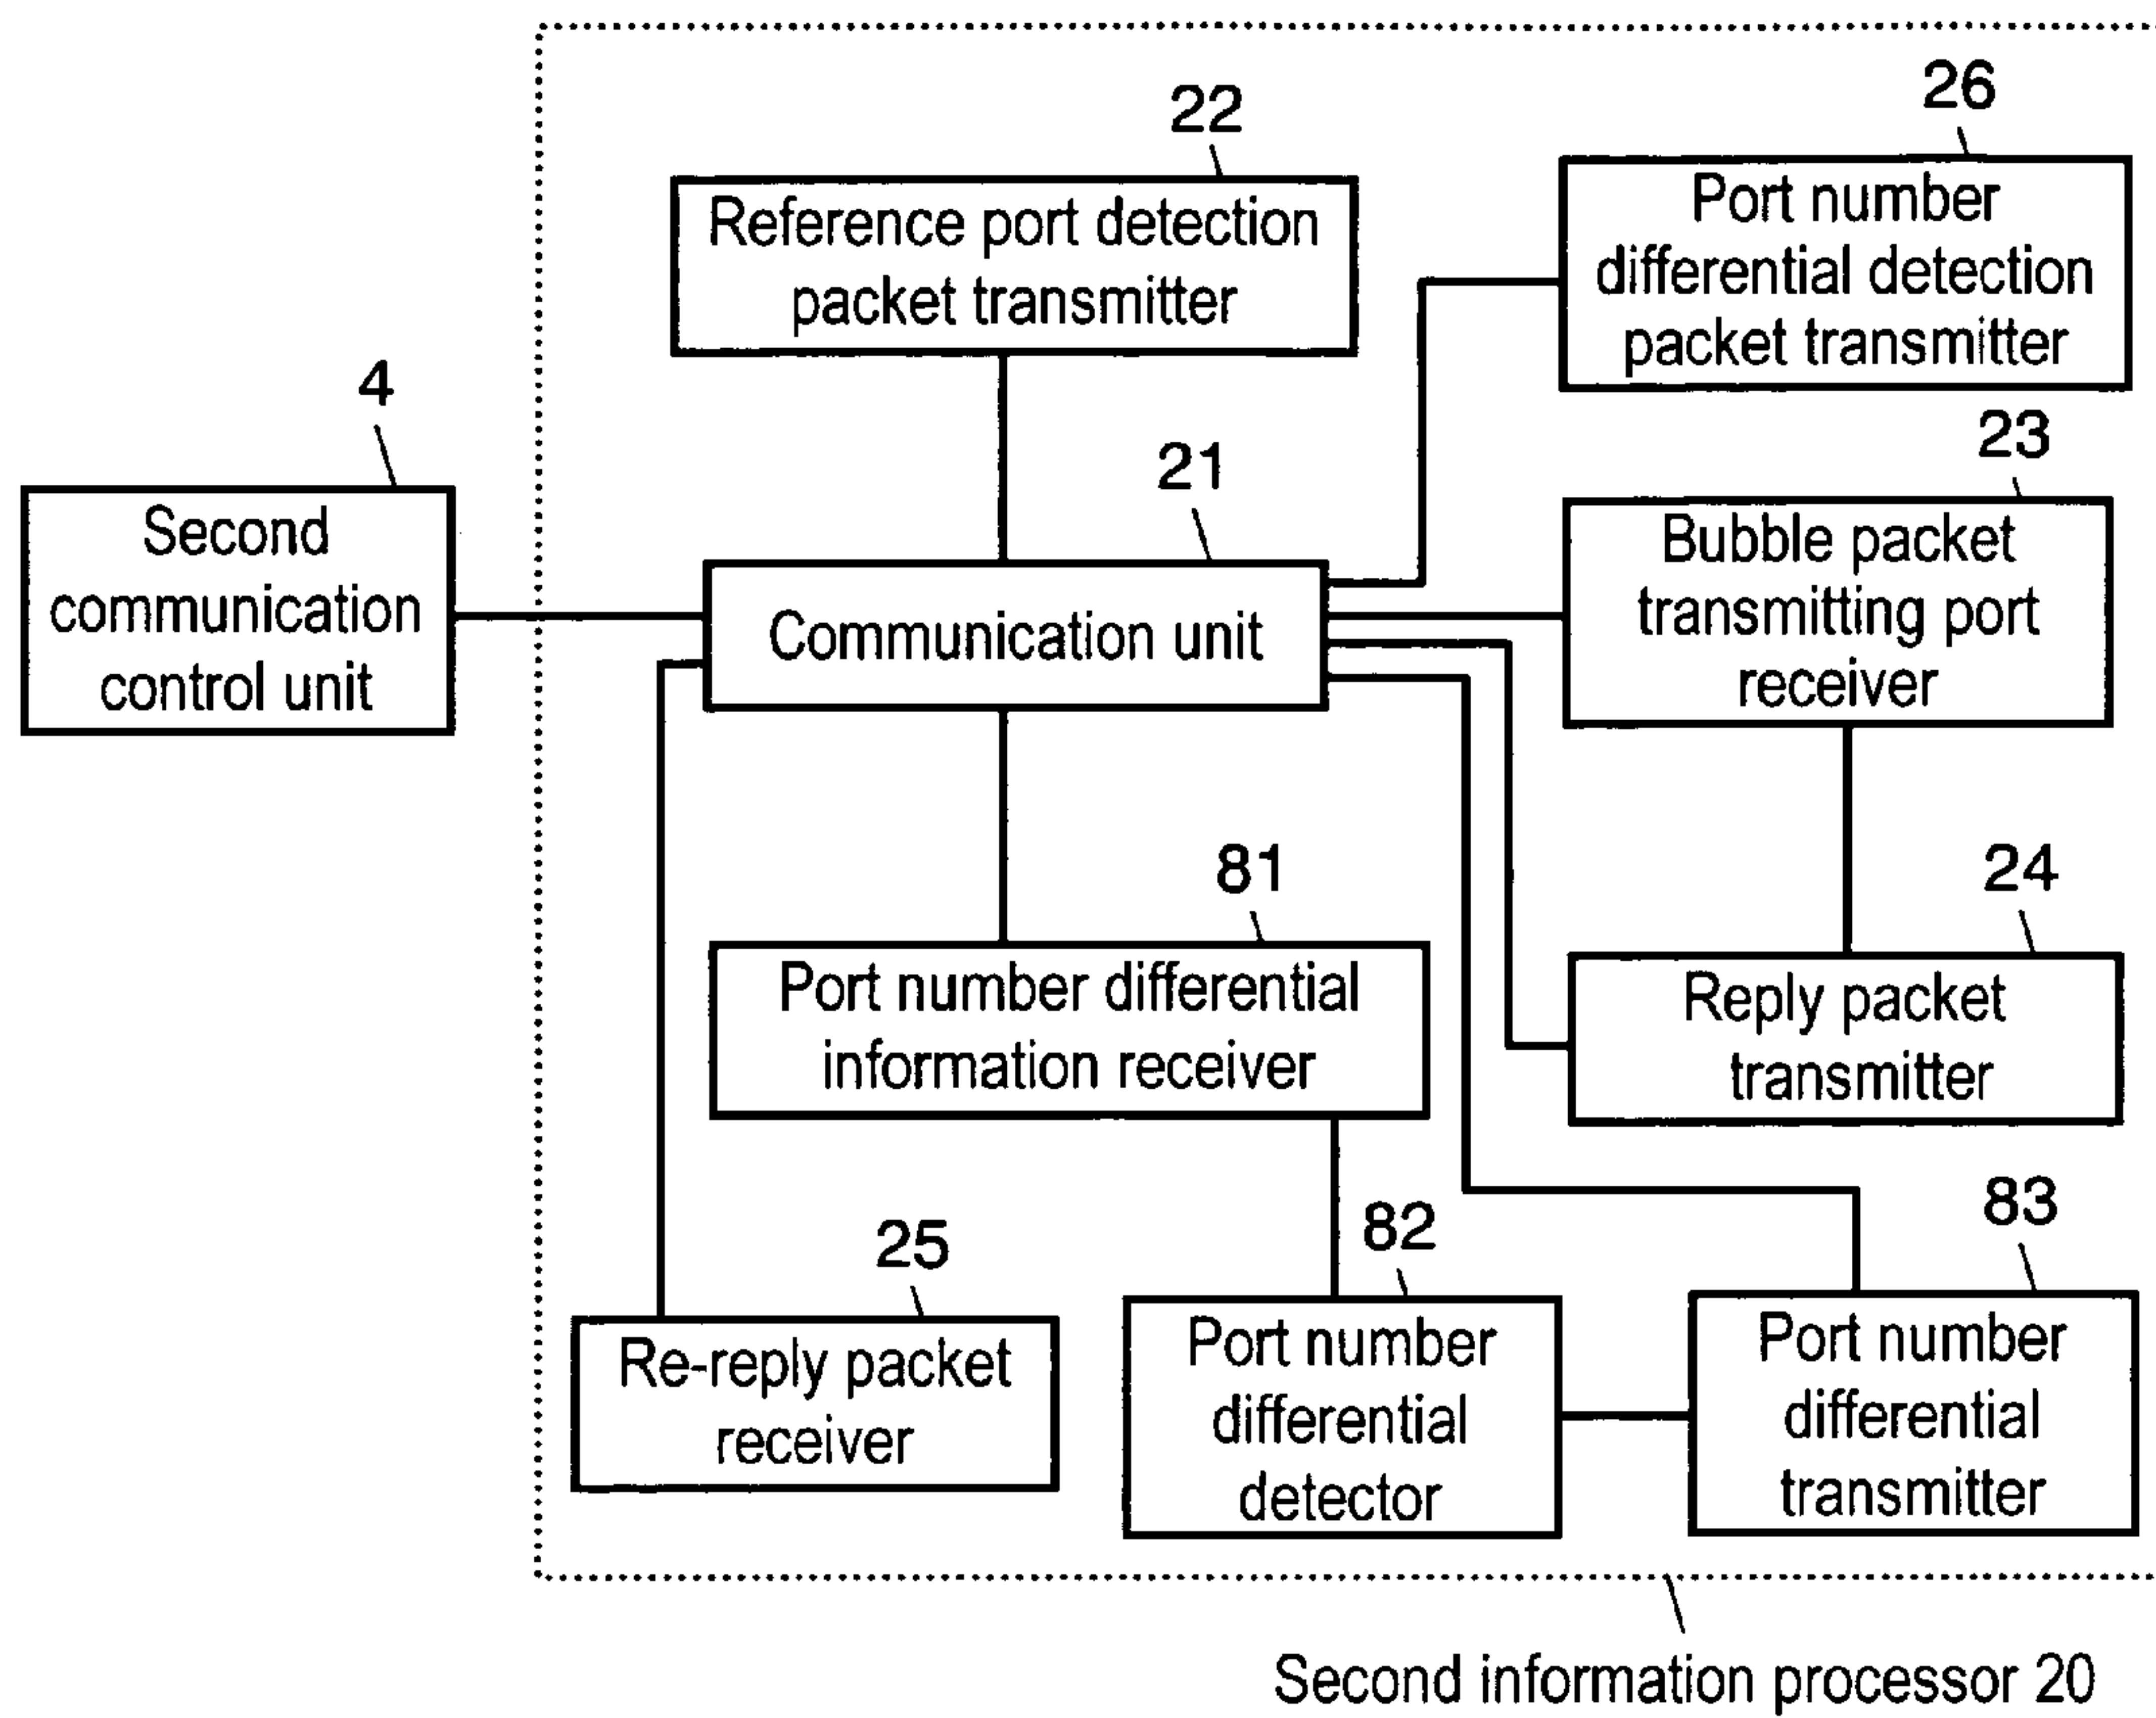 22
Reference port detection
packet transmitter
26
Port number
differential detection
packet transmitter
4
Second
communication
control unit
21
Communication unit
23
Bubble packet
transmitting port
receiver
81
Port number differential
information receiver
24
Reply packet
transmitter
25
Re-reply packet
receiver
82
Port number
differential
detector
83
Port number
differential
transmitter
Second information processor 20